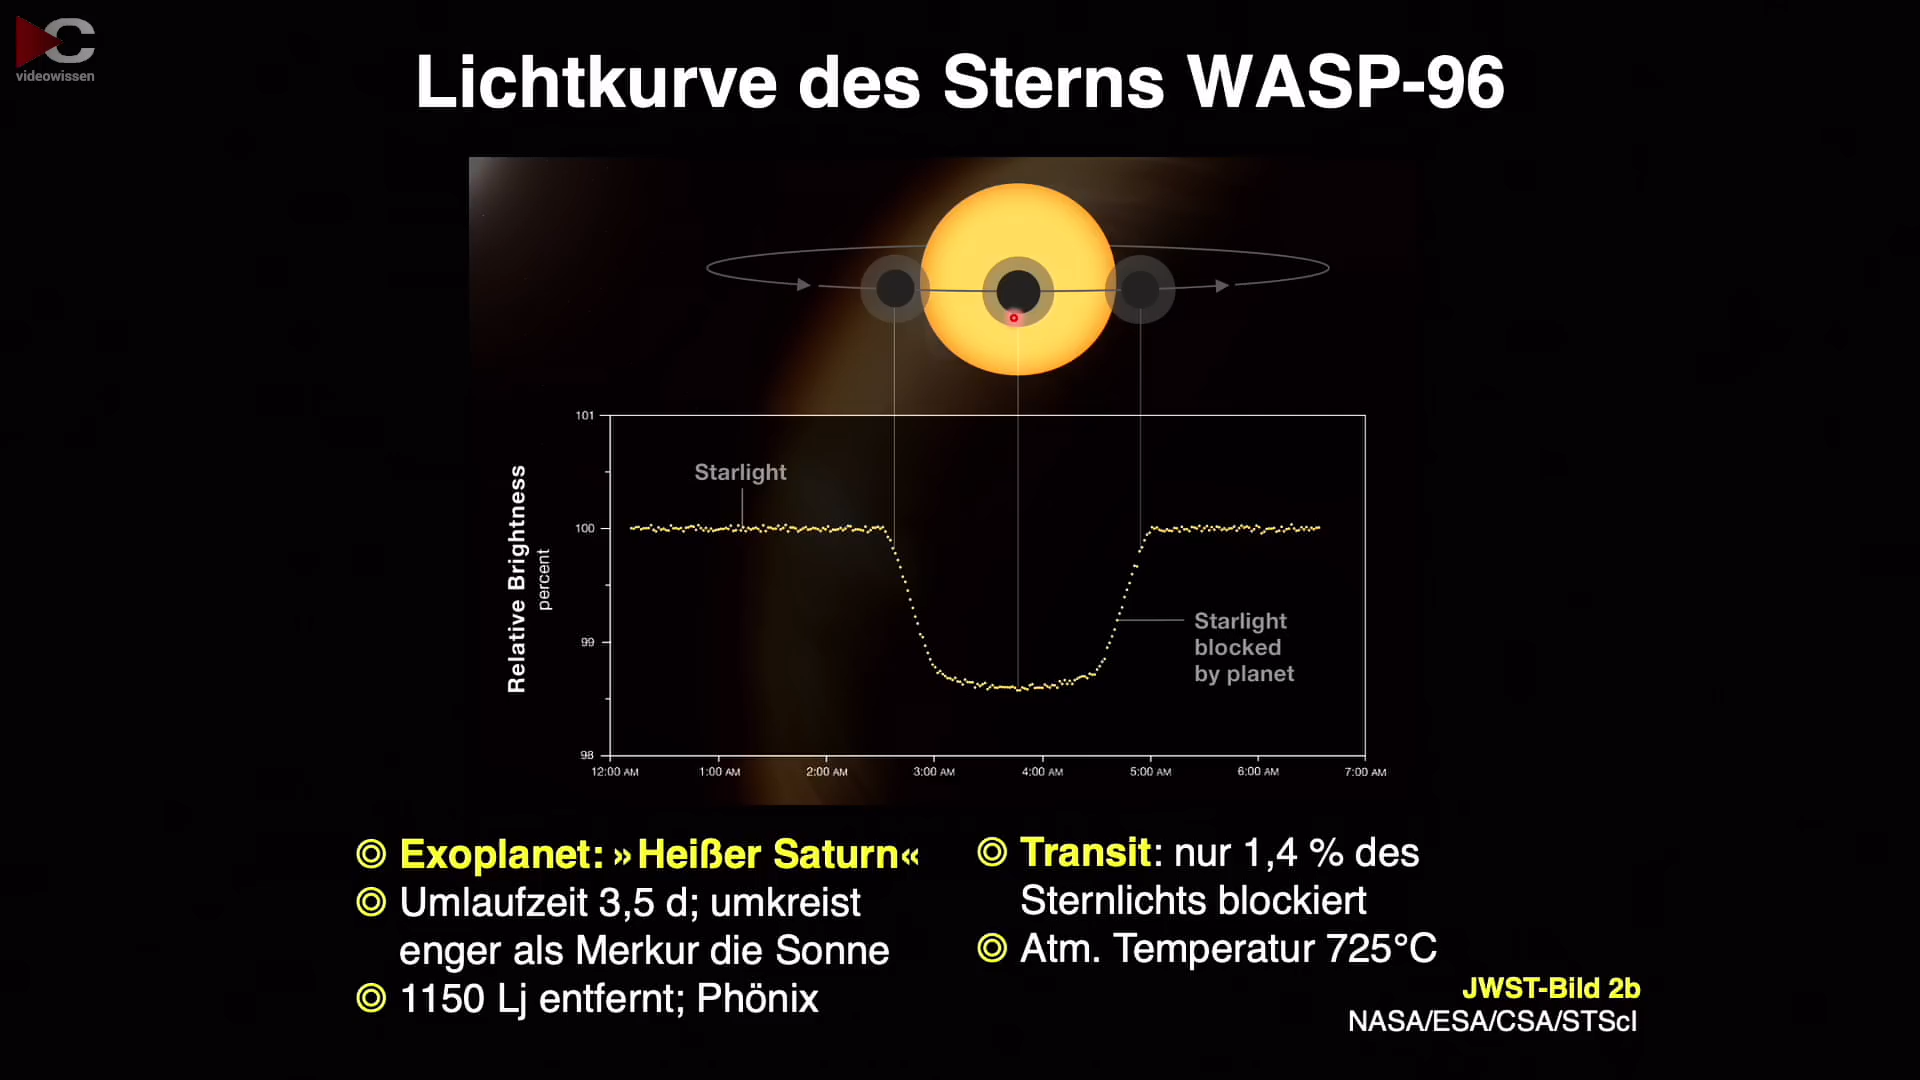 C
videowissen
Lichtkurve des Sterns WASP-96
101
100
99
98
Relative Brightness
percent
Starlight
Starlight
blocked
by planet
12:00 AM
1:00 AM
2:00 AM
3:00 AM
4:00 AM
5:00 AM
6:00 AM
7:00 AM
Exoplanet: »Heißer Saturn«
Umlaufzeit 3,5 d; umkreist
enger als Merkur die Sonne
1150 Lj entfernt; Phönix
Transit: nur 1,4 % des
Sternlichts blockiert
Atm. Temperatur 725°C
JWST-Bild 2b
NASA/ESA/CSA/STScI